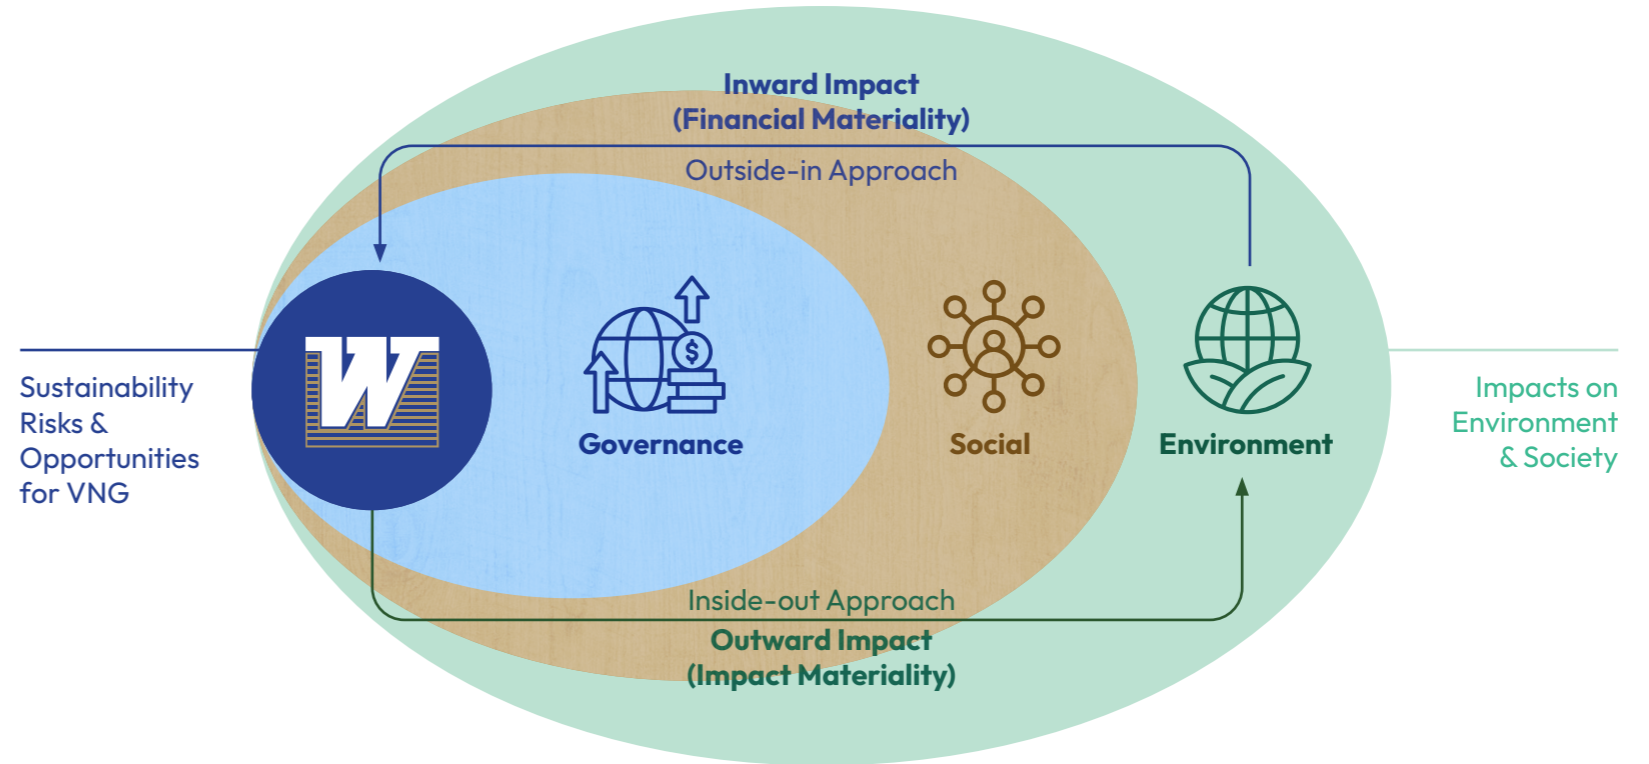 Inward Impact
(Financial Materiality)
Outside-in Approach
W
$
Governance
Social
Environment
Sustainability
Risks &
Opportunities
for VNG
Impacts on
Environment
& Society
Inside-out Approach
Outward Impact
(Impact Materiality)